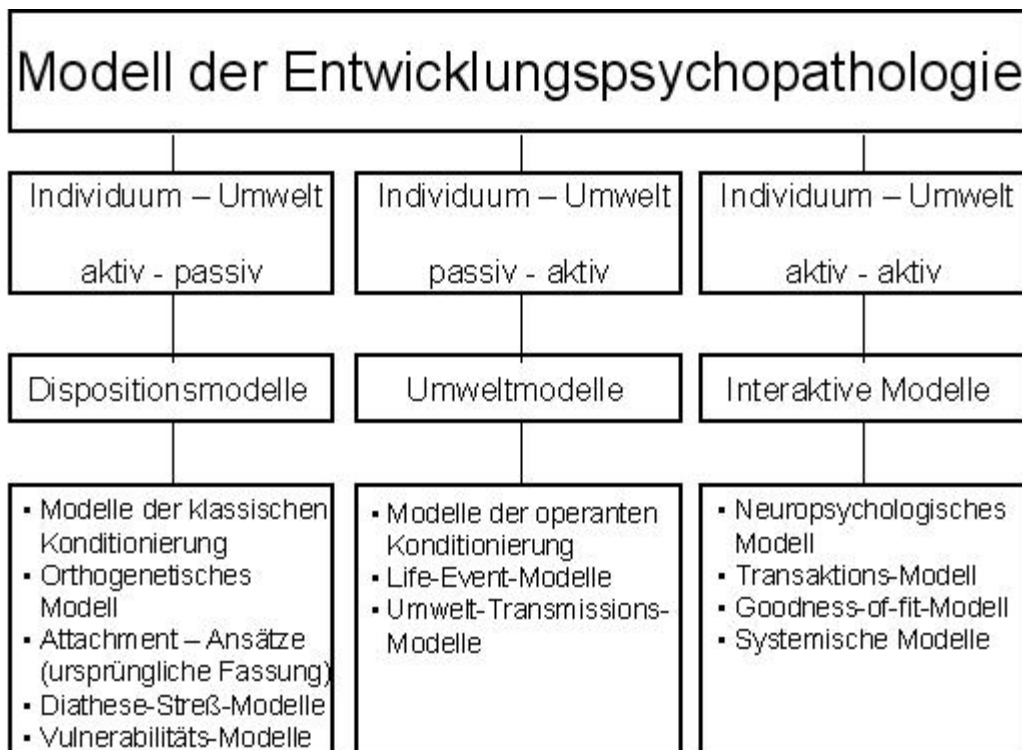 Modell der Entwicklungspsychopathologie
Individuum – Umwelt
aktiv - passiv
Dispositionsmodelle
▪ Modelle der klassischen
Konditionierung
▪ Orthogenetisches
Modell
▪ Attachment – Ansätze
(ursprüngliche Fassung)
▪ Diathese-Streß-Modelle
▪ Vulnerabilitäts-Modelle
Individuum – Umwelt
passiv - aktiv
Umweltmodelle
▪ Modelle der operanten
Konditionierung
▪ Life-Event-Modelle
▪ Umwelt-Transmissions-
Modelle
Individuum – Umwelt
aktiv - aktiv
Interaktive Modelle
▪ Neuropsychologisches
Modell
▪ Transaktions-Modell
▪ Goodness-of-fit-Modell
▪ Systemische Modelle